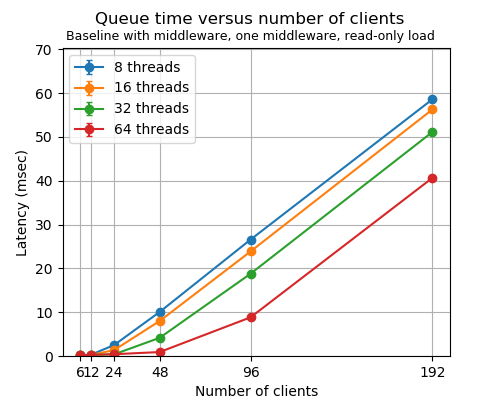 Queue time versus number of clients
Baseline with middleware, one middleware, read-only load
70
60
50
40
30
20
10
0
Latency (msec)
8 threads
16 threads
32 threads
64 threads
6 12 24 48 96 192
Number of clients